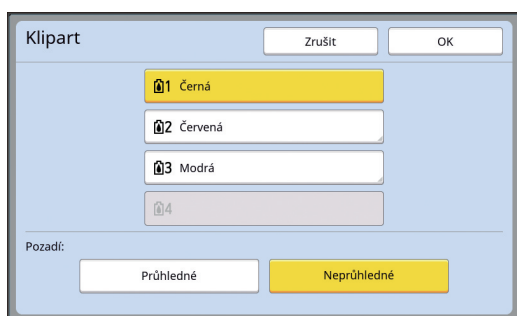 Klipart
Zrušit
OK
1 Černá
2 Červená
3 Modrá
4
Pozadí:
Průhledné
Neprůhledné